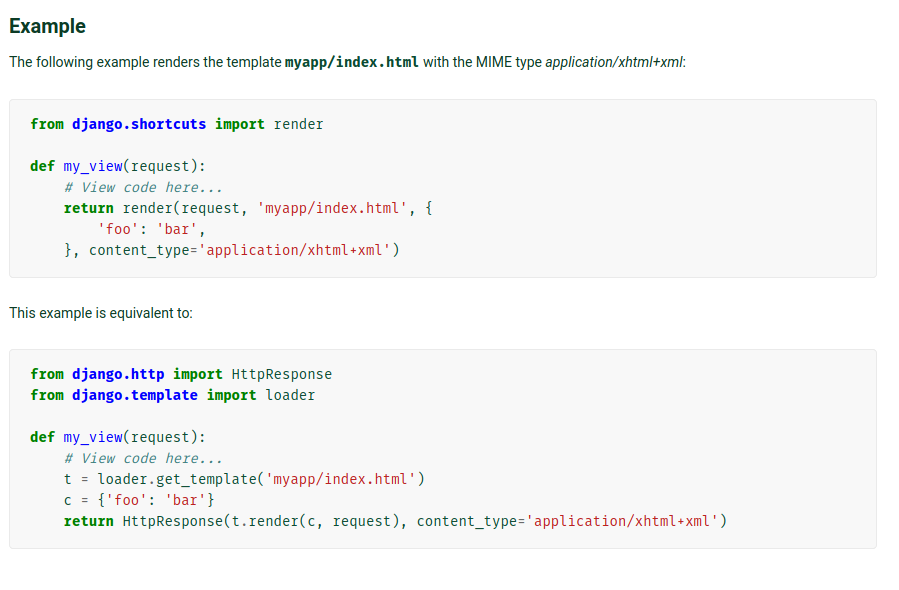 Example
The following example renders the template myapp/index.html with the MIME type application/xhtml+xml:
from django.shortcuts import render
def my_view(request):
    # View code here...
    return render(request, 'myapp/index.html', {
        'foo': 'bar',
    }, content_type='application/xhtml+xml')
This example is equivalent to:
from django.http import HttpResponse
from django.template import loader
def my_view(request):
    # View code here...
    t = loader.get_template('myapp/index.html')
    c = {'foo': 'bar'}
    return HttpResponse(t.render(c, request), content_type='application/xhtml+xml')